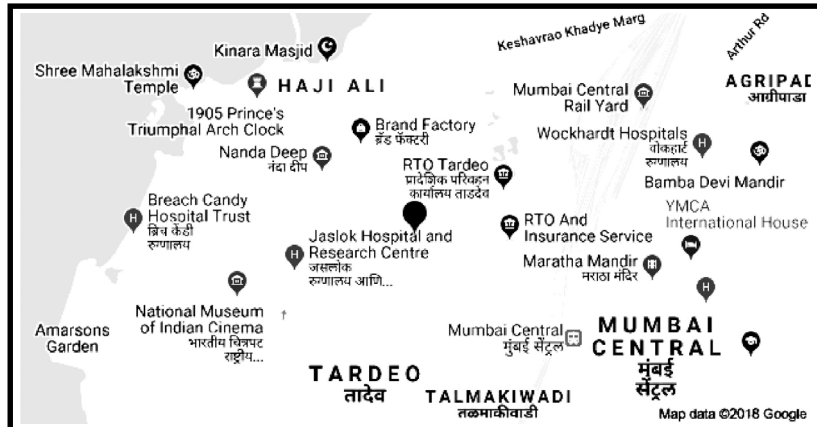 Keshavrao Khadye Marg
Arthur Rd
Kinara Masjid
Shree Mahalakshmi
Temple
HAJI ALI
AGRIPAD
आग्रीपाडा
Mumbai Central
Rail Yard
1905 Prince's
Triumphal Arch Clock
Brand Factory
ब्रँड फॅक्टरी
Wockhardt Hospitals
वोकहार्ट
रुग्णालय
Nanda Deep
नंदा दीप
RTO Tardeo
प्रादेशिक परिवहन
कार्यालय ताडदेव
Bamba Devi Mandir
Breach Candy
Hospital Trust
ब्रिच कॅंडी
रुग्णालय
YMCA
International House
RTO And
Insurance Service
Jaslok Hospital and
Research Centre
जसलोक
रुग्णालय आणि...
Maratha Mandir
मराठा मंदिर
National Museum
of Indian Cinema
भारतीय चित्रपट
राष्ट्रीय...
Amarsons
Garden
Mumbai Central
मुंबई सेंट्रल
MUMBAI
CENTRAL
मुंबई
सेंट्रल
TARDEO
तादेव
TALMAKIWADI
तळमाकीवाडी
Map data ©2018 Google